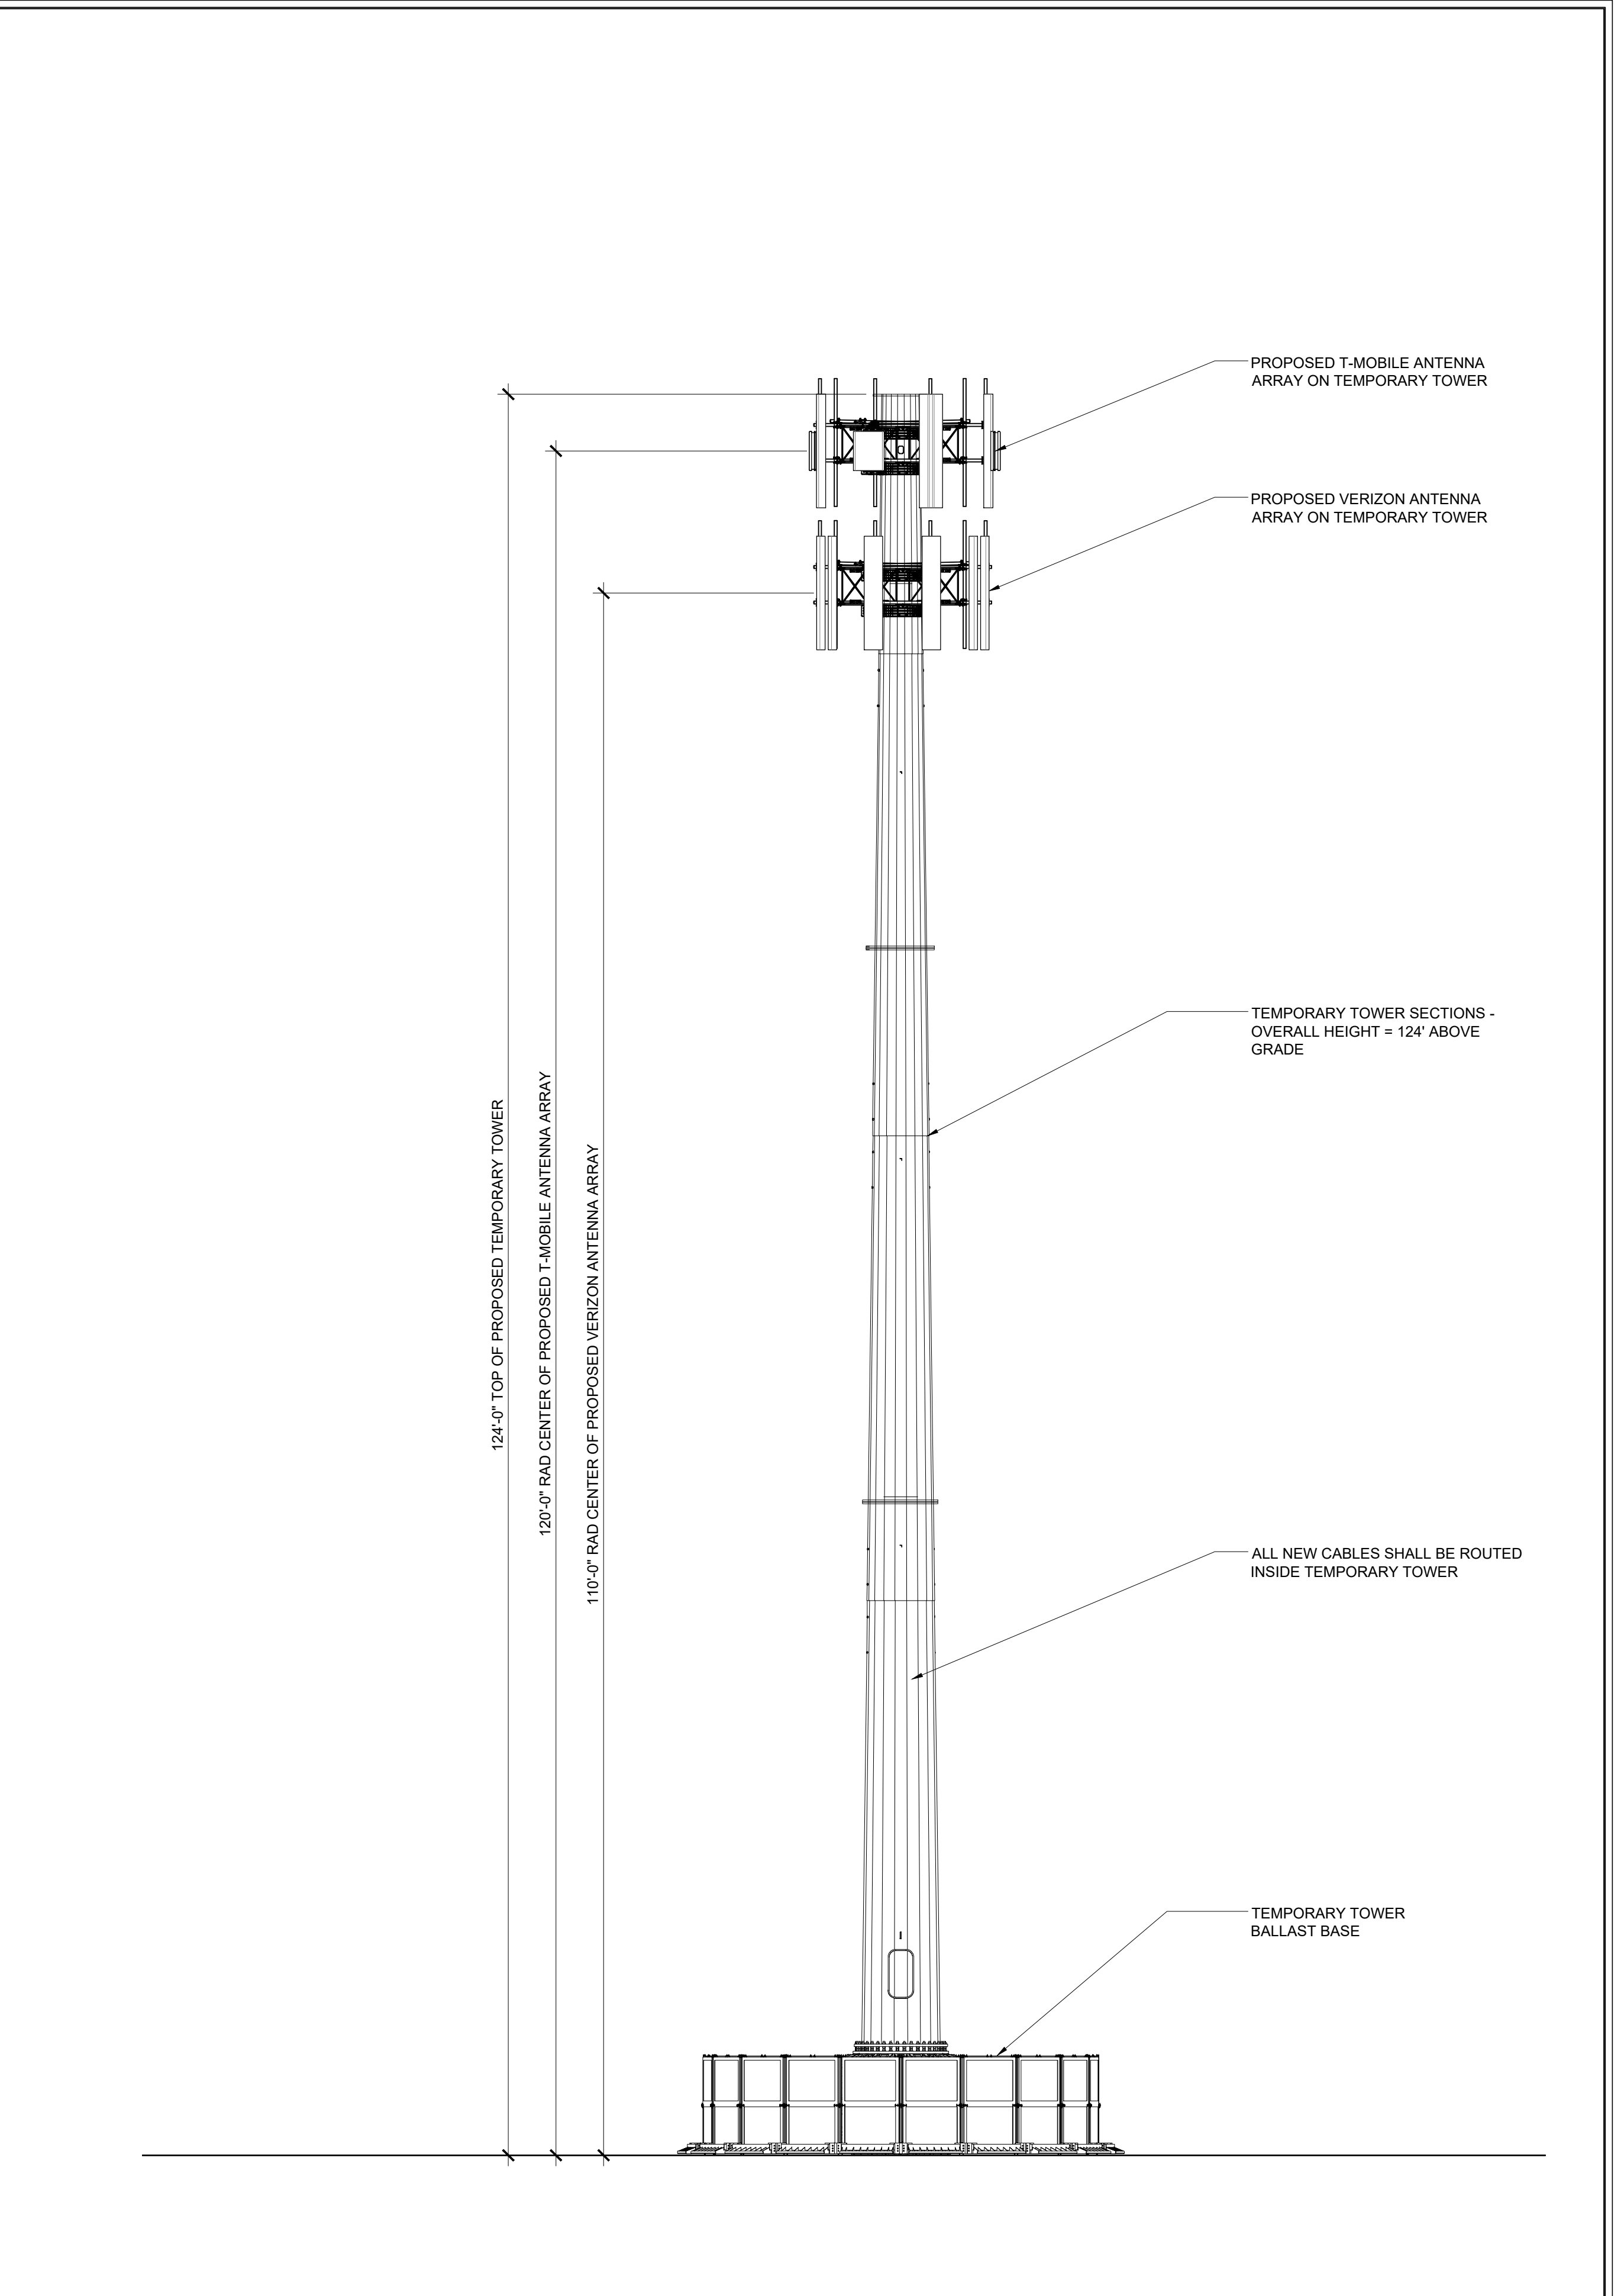 PROPOSED T-MOBILE ANTENNA
ARRAY ON TEMPORARY TOWER
PROPOSED VERIZON ANTENNA
ARRAY ON TEMPORARY TOWER
TEMPORARY TOWER SECTIONS -
OVERALL HEIGHT = 124' ABOVE
GRADE
124'-0" TOP OF PROPOSED TEMPORARY TOWER
120'-0" RAD CENTER OF PROPOSED T-MOBILE ANTENNA ARRAY
110'-0" RAD CENTER OF PROPOSED VERIZON ANTENNA ARRAY
ALL NEW CABLES SHALL BE ROUTED
INSIDE TEMPORARY TOWER
TEMPORARY TOWER
BALLAST BASE